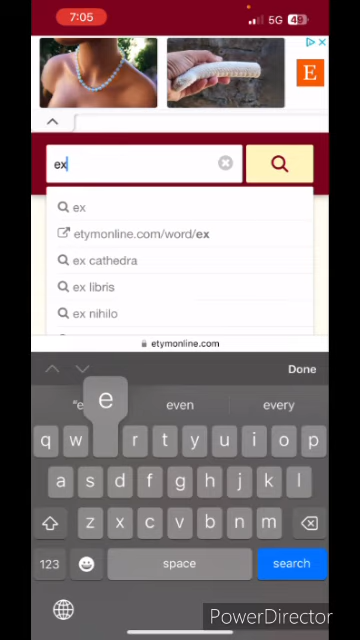 7:05
5G 49
E
ex
ex
etymonline.com/word/ex
ex cathedra
ex libris
ex nihilo
etymonline.com
Done
even every
e
q w r t y u i o p
a s d f g h j k l
z x c v b n m
123 space search
PowerDirector